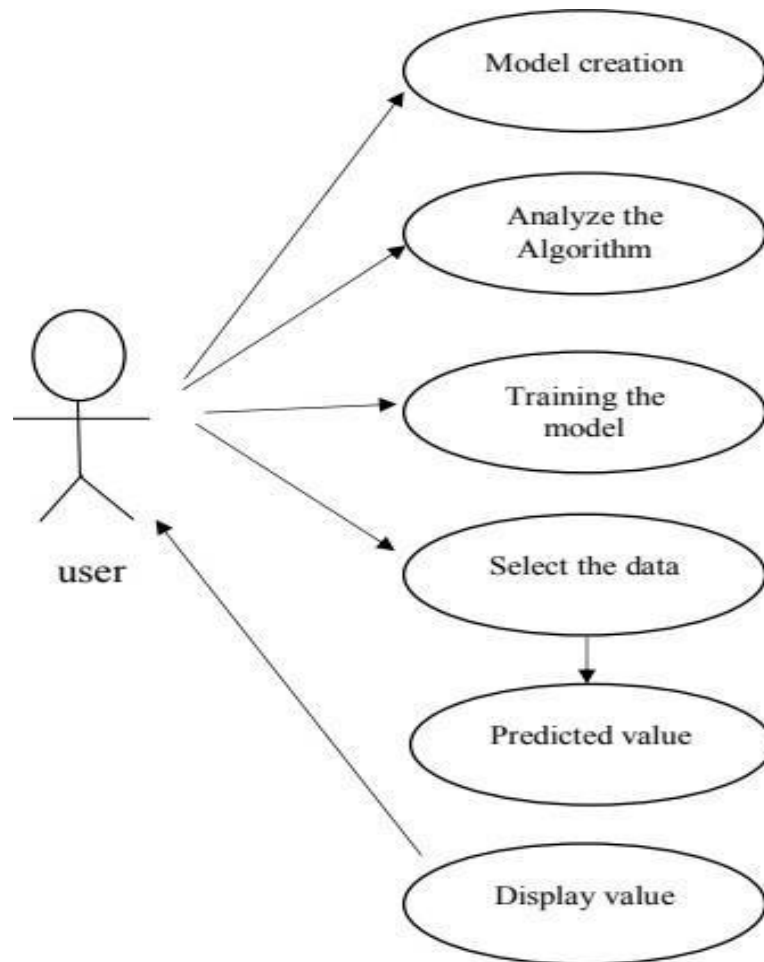 Model creation
Analyze the
Algorithm
Training the
model
Select the data
user
Predicted value
Display value